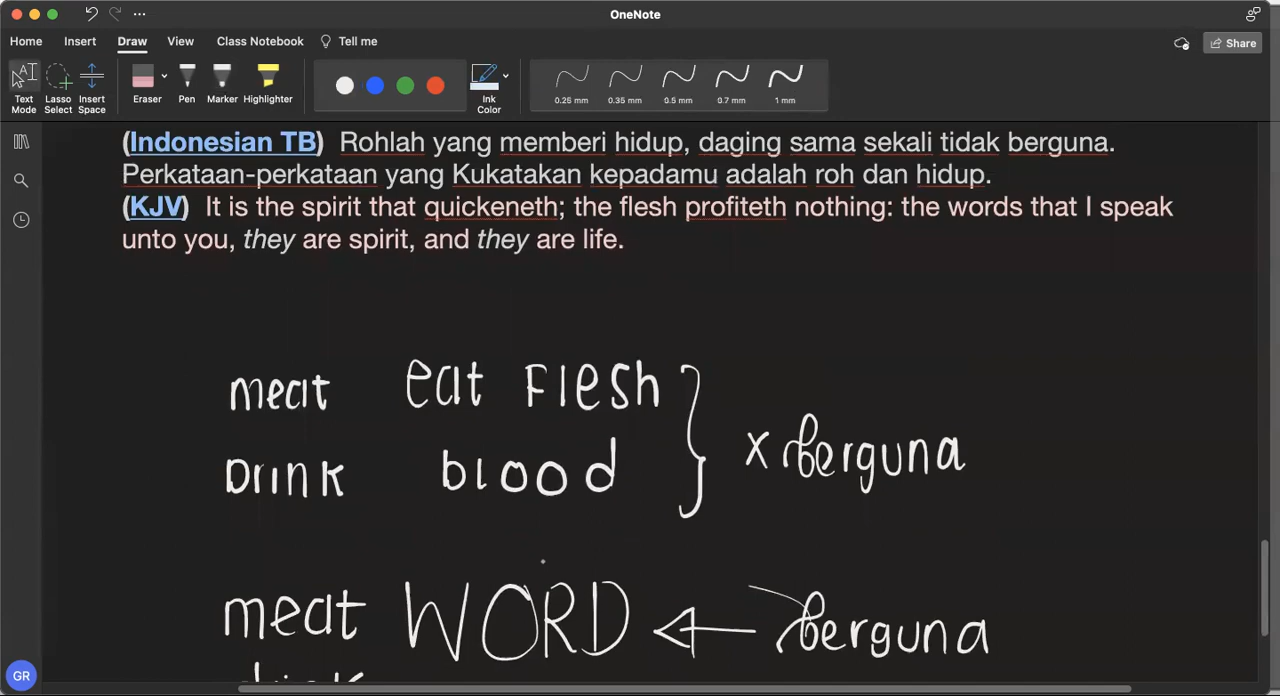 OneNote
Home Insert Draw View Class Notebook Tell me Share
Text Mode Lasso Select Insert Space Eraser Pen Marker Highlighter Ink Color 0.25 mm 0.35 mm 0.5 mm 0.7 mm 1 mm
(Indonesian TB) Rohlah yang memberi hidup, daging sama sekali tidak berguna.
Perkataan-perkataan yang Kukatakan kepadamu adalah roh dan hidup.
(KJV) It is the spirit that quickeneth; the flesh profiteth nothing: the words that I speak
unto you, they are spirit, and they are life.
meat eat Flesh
x berguna
Drink blood
meat WORD ← berguna
drink
GR